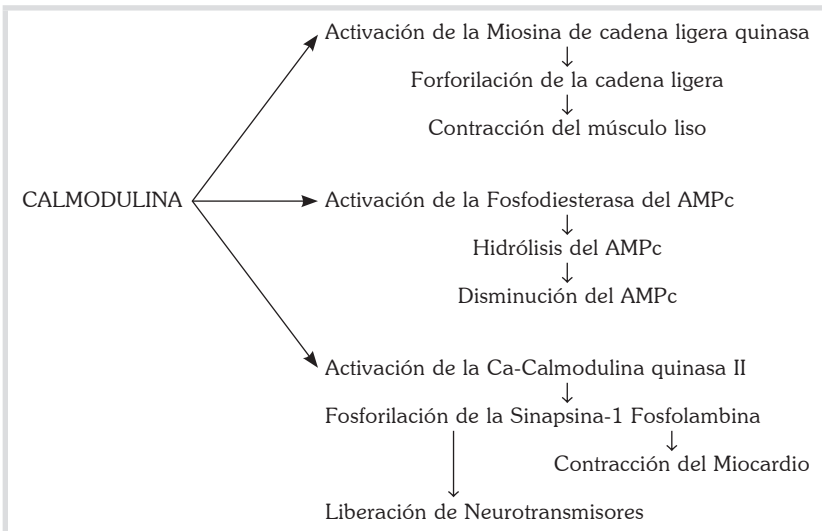 Activación de la Miosina de cadena ligera quinasa
Forforilación de la cadena ligera
Contracción del músculo liso
CALMODULINA
Activación de la Fosfodiesterasa del AMPc
Hidrólisis del AMPc
Disminución del AMPc
Activación de la Ca-Calmodulina quinasa II
Fosforilación de la Sinapsina-1 Fosfolambina
Contracción del Miocardio
Liberación de Neurotransmisores